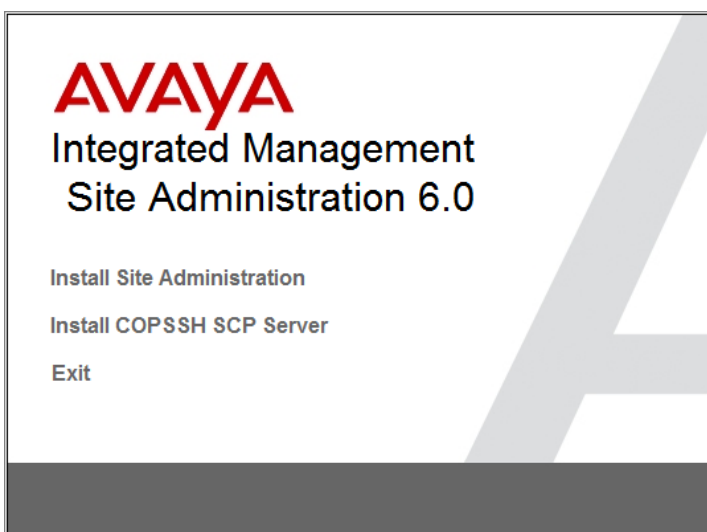 AVAYA
Integrated Management
Site Administration 6.0
Install Site Administration
Install COPSSH SCP Server
Exit